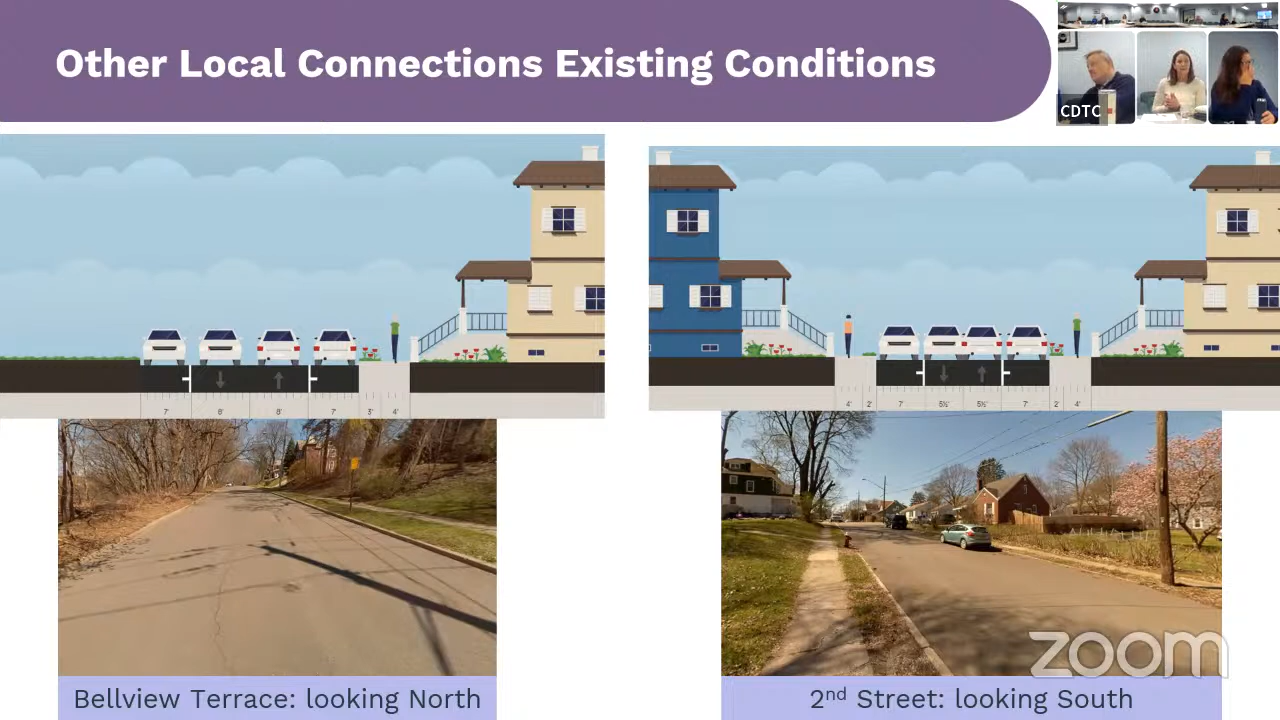 Other Local Connections Existing Conditions
CDTC
7' 8' 8' 7' 3' 4'
4' 2' 7' 5½' 5½' 7' 2' 4'
zoom
Bellview Terrace: looking North
2nd Street: looking South